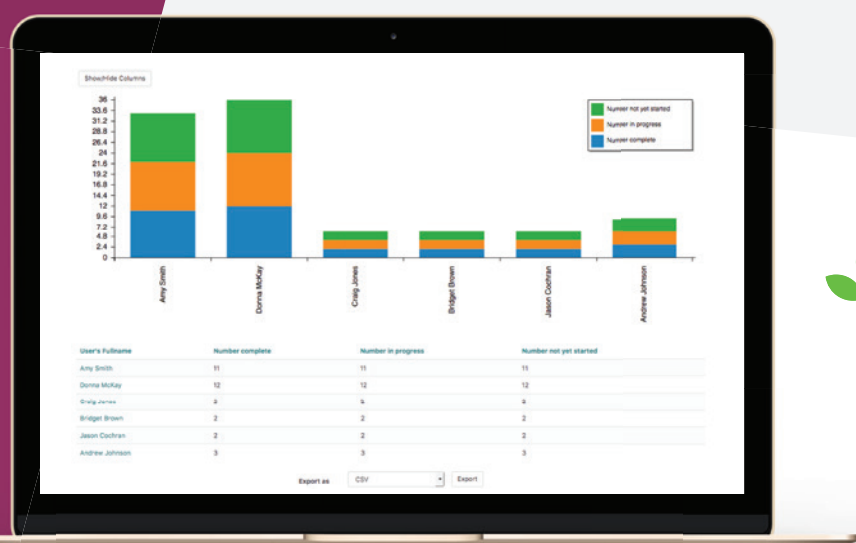 Show/Hide Columns
36
33.6
31.2
28.8
26.4
24
21.6
19.2
16.8
14.4
12
9.6
7.2
4.8
2.4
0
Number not yet started
Number in progress
Number complete
Amy Smith
Donna McKay
Craig Jones
Bridget Brown
Jason Cochran
Andrew Johnson
User's Fullname Number complete Number in progress Number not yet started
Amy Smith 11 11 11
Donna McKay 12 12 12
Craig Jones
Bridget Brown 2 2 2
Jason Cochran 2 2 2
Andrew Johnson 3 3 3
Export as CSV Export